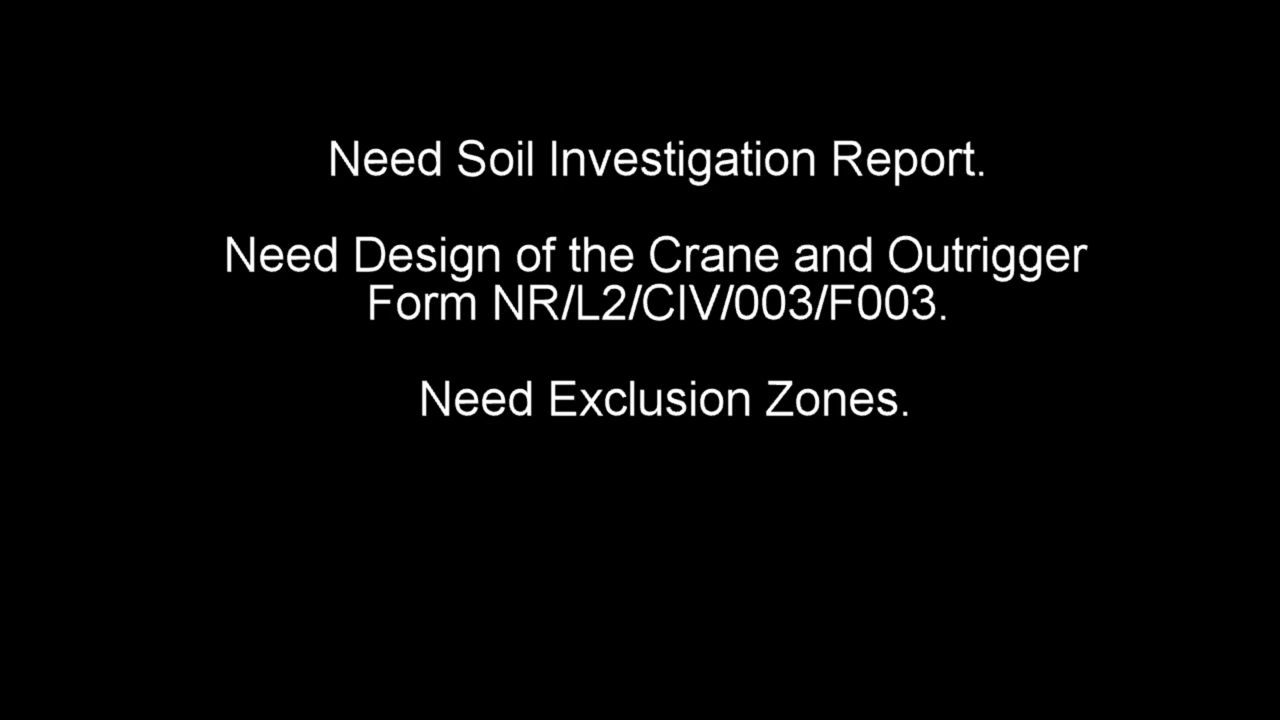 Need Soil Investigation Report.
Need Design of the Crane and Outrigger
Form NR/L2/CIV/003/F003.
Need Exclusion Zones.